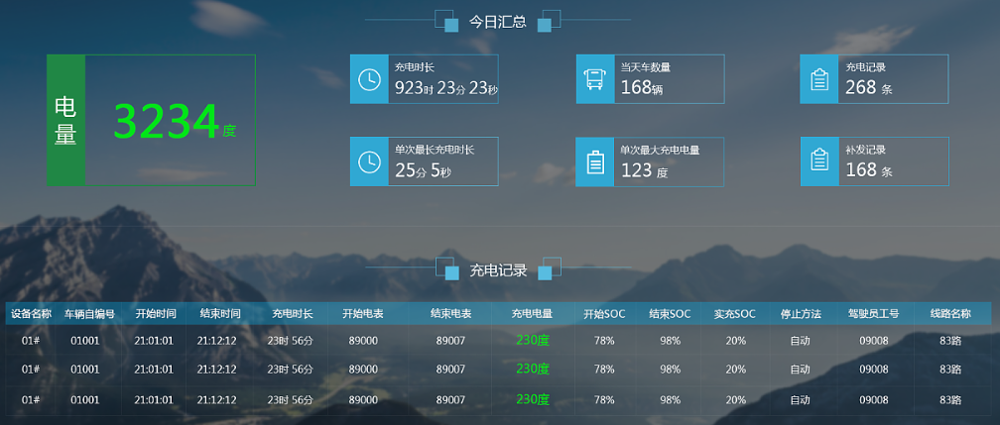 今日汇总
电量
3234度
充电时长
923时 23分 23秒
当天车数量
168辆
充电记录
268 条
单次最长充电时长
25分 5秒
单次最大充电电量
123 度
补发记录
168 条
充电记录
设备名称 车辆自编号 开始时间 结束时间 充电时长 开始电表 结束电表 充电电量 开始SOC 结束SOC 实充SOC 停止方法 驾驶员工号 线路名称
01# 01001 21:01:01 21:12:12 23时 56分 89000 89007 230度 78% 98% 20% 自动 09008 83路
01# 01001 21:01:01 21:12:12 23时 56分 89000 89007 230度 78% 98% 20% 自动 09008 83路
01# 01001 21:01:01 21:12:12 23时 56分 89000 89007 230度 78% 98% 20% 自动 09008 83路